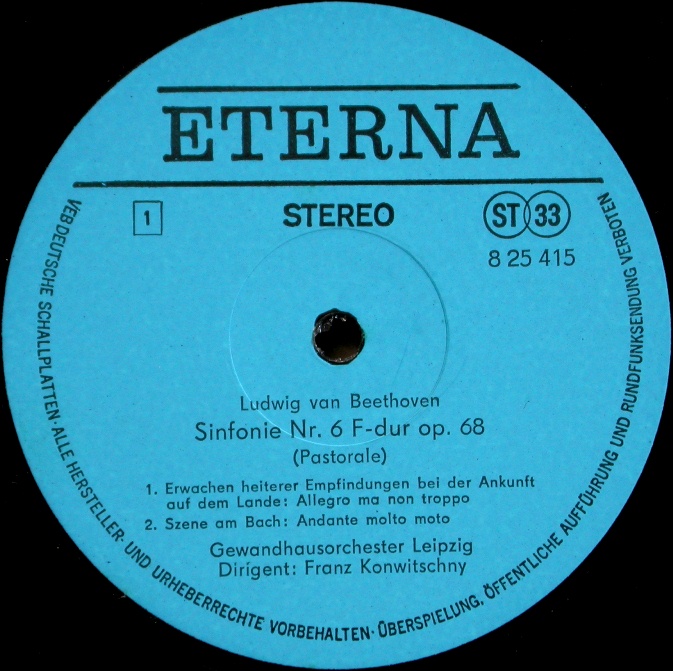 ETERNA
1
STEREO
ST 33
8 25 415
Ludwig van Beethoven
Sinfonie Nr. 6 F-dur op. 68
(Pastorale)
1. Erwachen heiterer Empfindungen bei der Ankunft
auf dem Lande: Allegro ma non troppo
2. Szene am Bach: Andante molto moto
Gewandhausorchester Leipzig
Dirigent: Franz Konwitschny
VEB DEUTSCHE SCHALLPLATTEN · ALLE HERSTELLER- UND URHEBERRECHTE VORBEHALTEN · ÜBERSPIELUNG, ÖFFENTLICHE AUFFÜHRUNG UND RUNDFUNKSENDUNG VERBOTEN